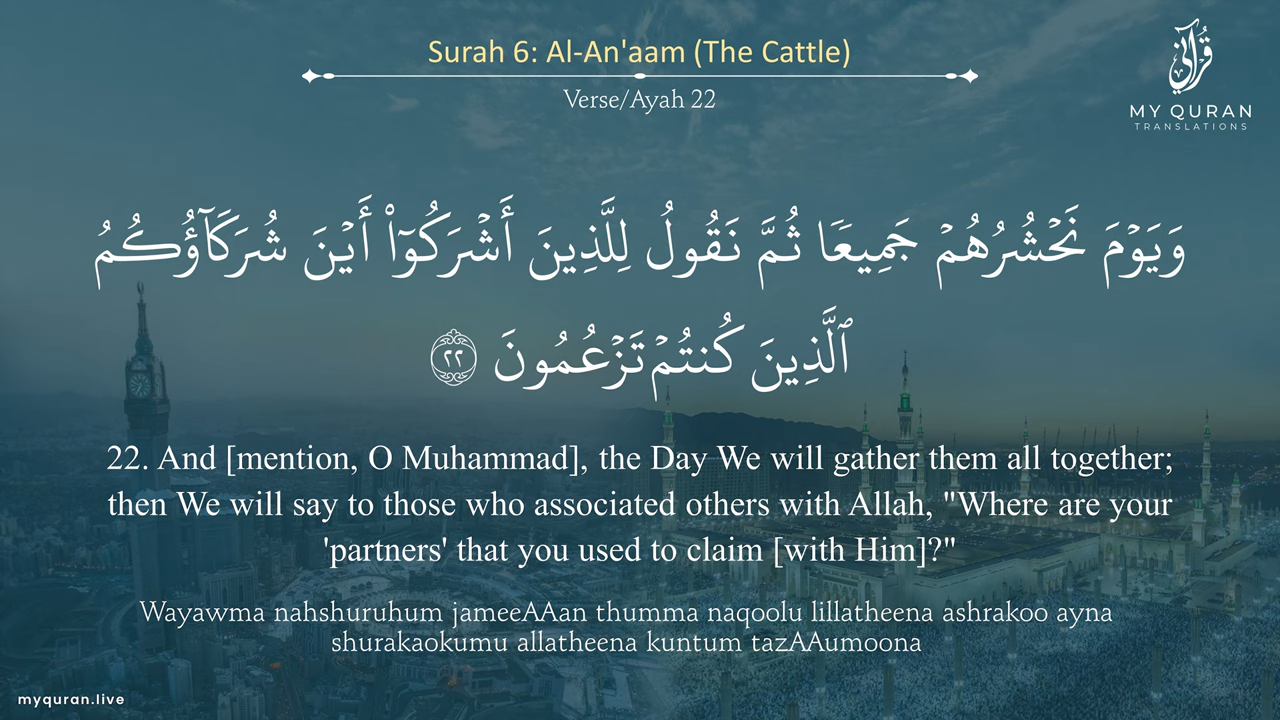 Surah 6: Al-An'aam (The Cattle)
Verse/Ayah 22
قرآني
MY QURAN
TRANSLATIONS
وَيَوْمَ نَحْشُرُهُمْ جَمِيعًا ثُمَّ نَقُولُ لِلَّذِينَ أَشْرَكُوٓا۟ أَيْنَ شُرَكَآؤُكُمُ
ٱلَّذِينَ كُنتُمْ تَزْعُمُونَ ٢٢
22. And [mention, O Muhammad], the Day We will gather them all together;
then We will say to those who associated others with Allah, "Where are your
'partners' that you used to claim [with Him]?"
Wayawma nahshuruhum jameeAAan thumma naqoolu lillatheena ashrakoo ayna
shurakaokumu allatheena kuntum tazAAumoona
myquran.live